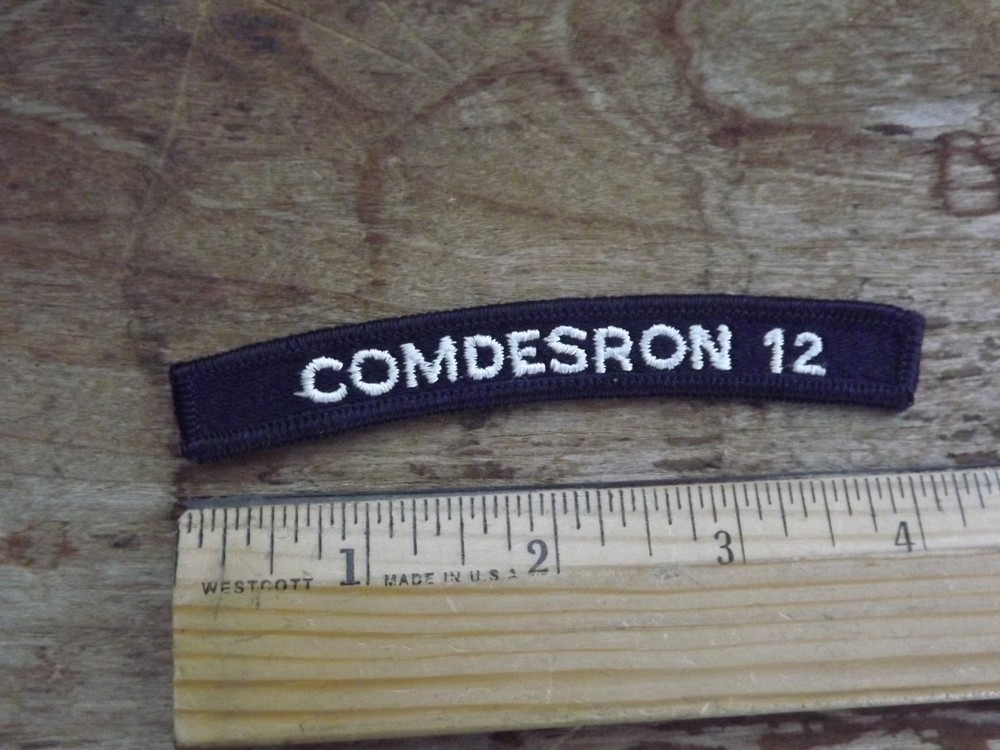 COMDESRON 12
1 2 3 4
WESTCOTT MADE IN U.S.A
B